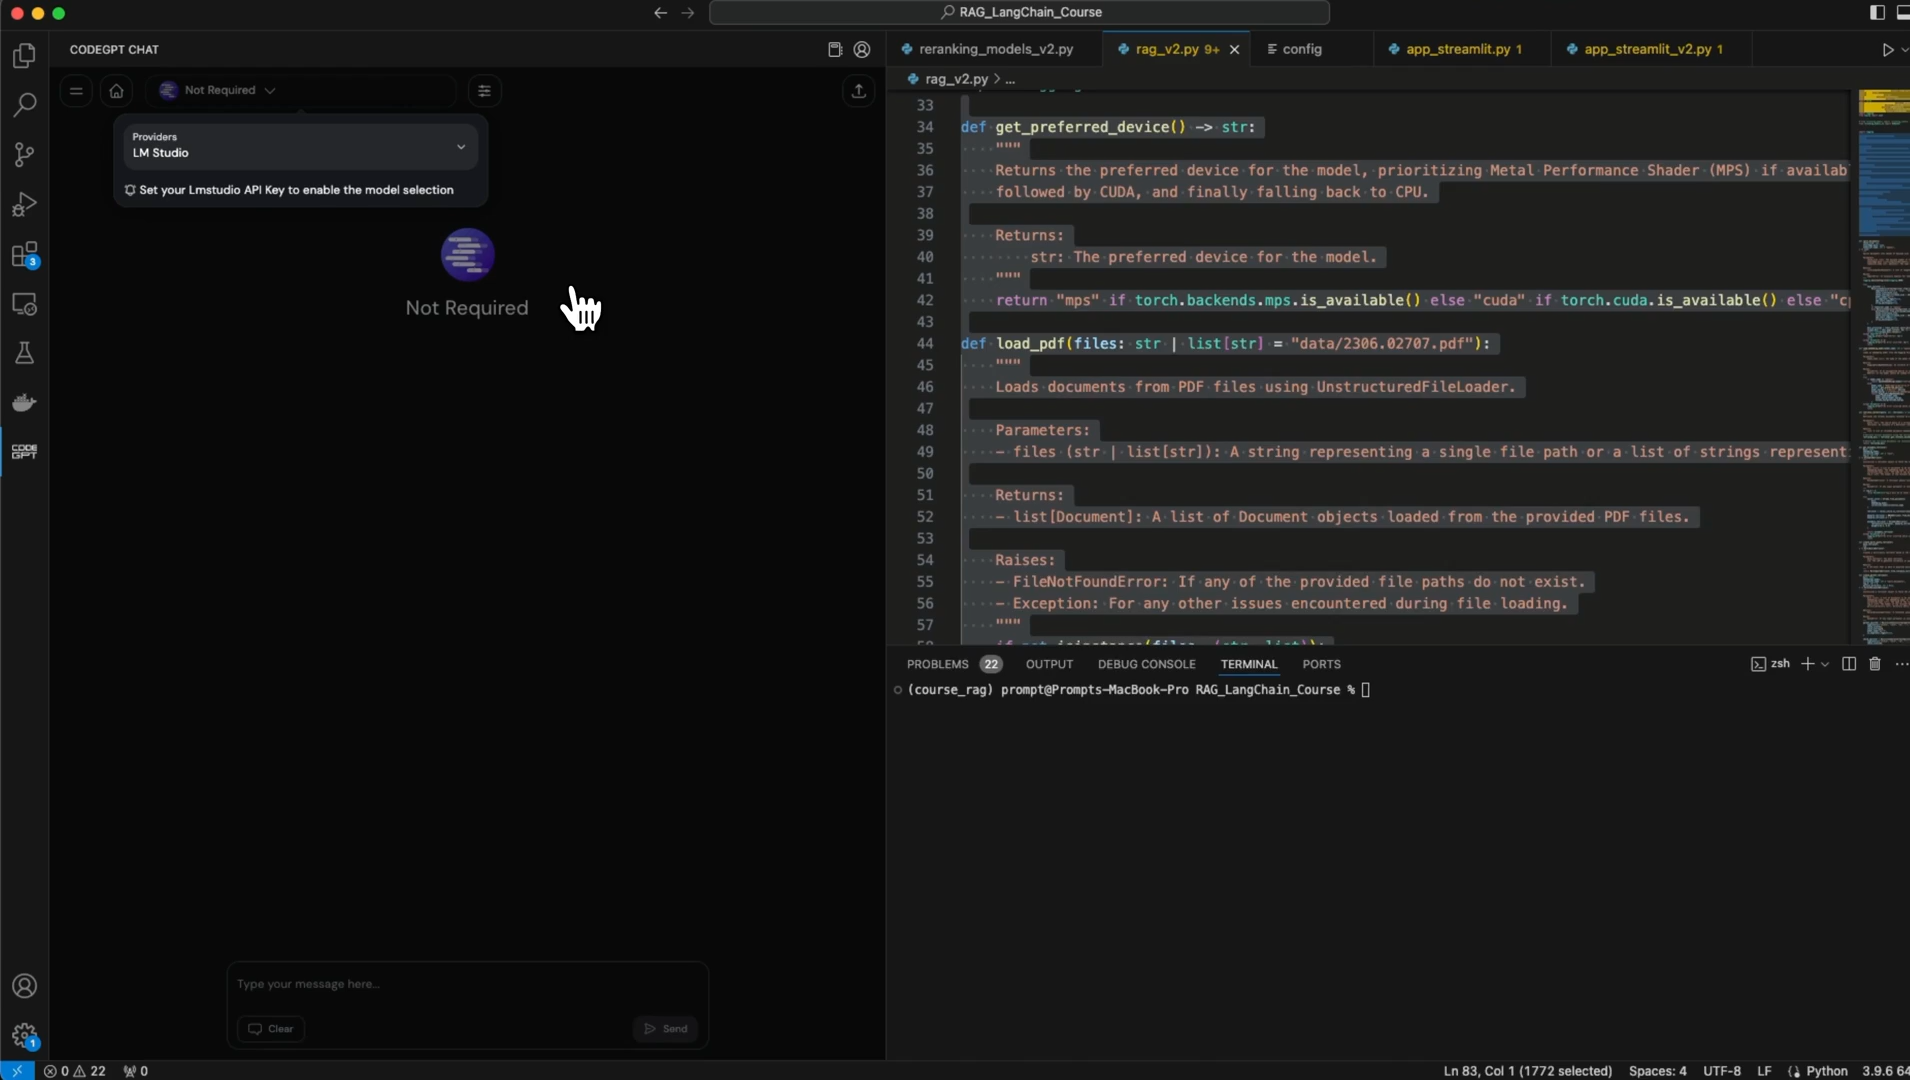 RAG_LangChain_Course
CODEGPT CHAT
Not Required
Providers
LM Studio
Set your Lmstudio API Key to enable the model selection
Not Required
Type your message here...
Clear
Send
CODE
GPT
3
1
reranking_models_v2.py
rag_v2.py 9+
config
app_streamlit.py 1
app_streamlit_v2.py 1
rag_v2.py > ...
33
34 def get_preferred_device() -> str:
35 """
36 Returns the preferred device for the model, prioritizing Metal Performance Shader (MPS) if availab
37 followed by CUDA, and finally falling back to CPU.
38
39 Returns:
40 str: The preferred device for the model.
41 """
42 return "mps" if torch.backends.mps.is_available() else "cuda" if torch.cuda.is_available() else "cp
43
44 def load_pdf(files: str | list[str] = "data/2306.02707.pdf"):
45 """
46 Loads documents from PDF files using UnstructuredFileLoader.
47
48 Parameters:
49 - files (str | list[str]): A string representing a single file path or a list of strings represent
50
51 Returns:
52 - list[Document]: A list of Document objects loaded from the provided PDF files.
53
54 Raises:
55 - FileNotFoundError: If any of the provided file paths do not exist.
56 - Exception: For any other issues encountered during file loading.
57 """
PROBLEMS 22 OUTPUT DEBUG CONSOLE TERMINAL PORTS
zsh
(course_rag) prompt@Prompts-MacBook-Pro RAG_LangChain_Course %
0 22 0
Ln 83, Col 1 (1772 selected) Spaces: 4 UTF-8 LF Python 3.9.6 64